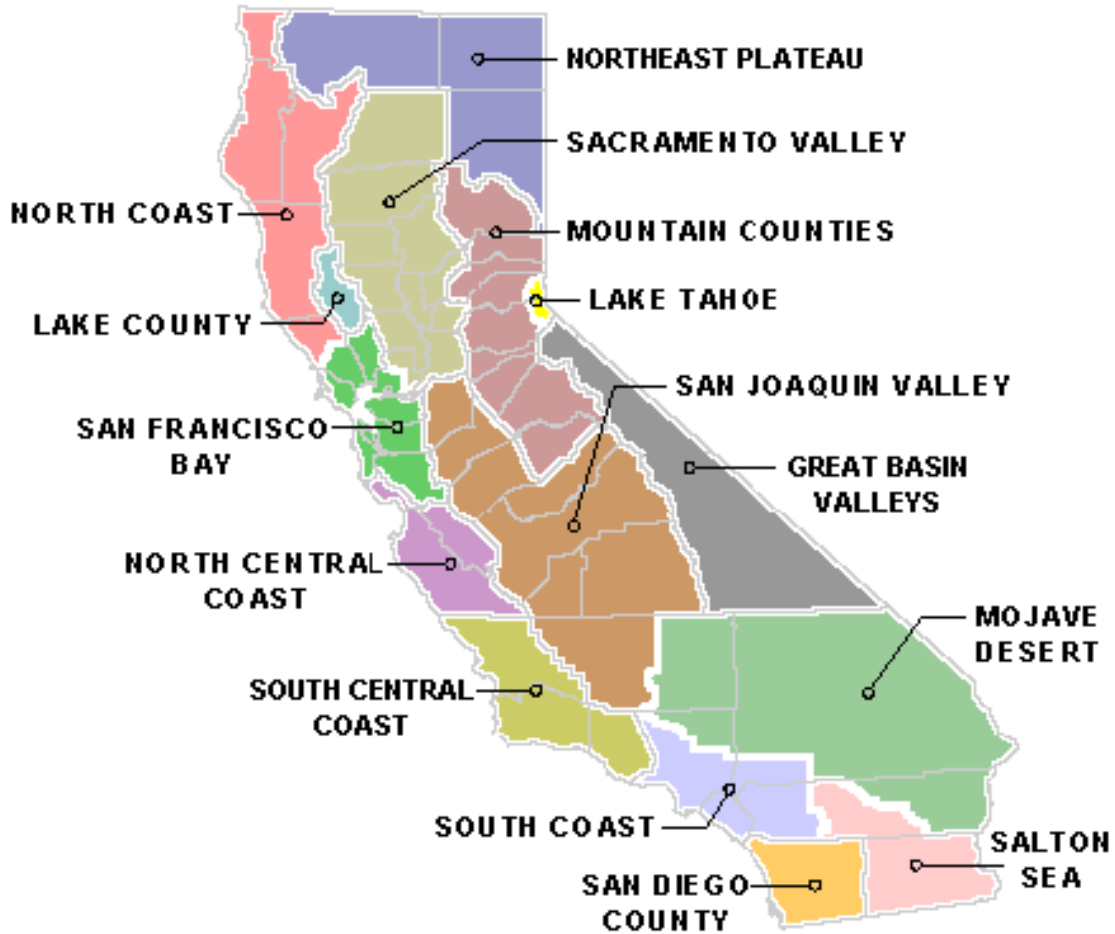 NORTHEAST PLATEAU
SACRAMENTO VALLEY
NORTH COAST
MOUNTAIN COUNTIES
LAKE TAHOE
LAKE COUNTY
SAN JOAQUIN VALLEY
SAN FRANCISCO
BAY
GREAT BASIN
VALLEYS
NORTH CENTRAL
COAST
MOJAVE
DESERT
SOUTH CENTRAL
COAST
SOUTH COAST
SALTON
SEA
SAN DIEGO
COUNTY